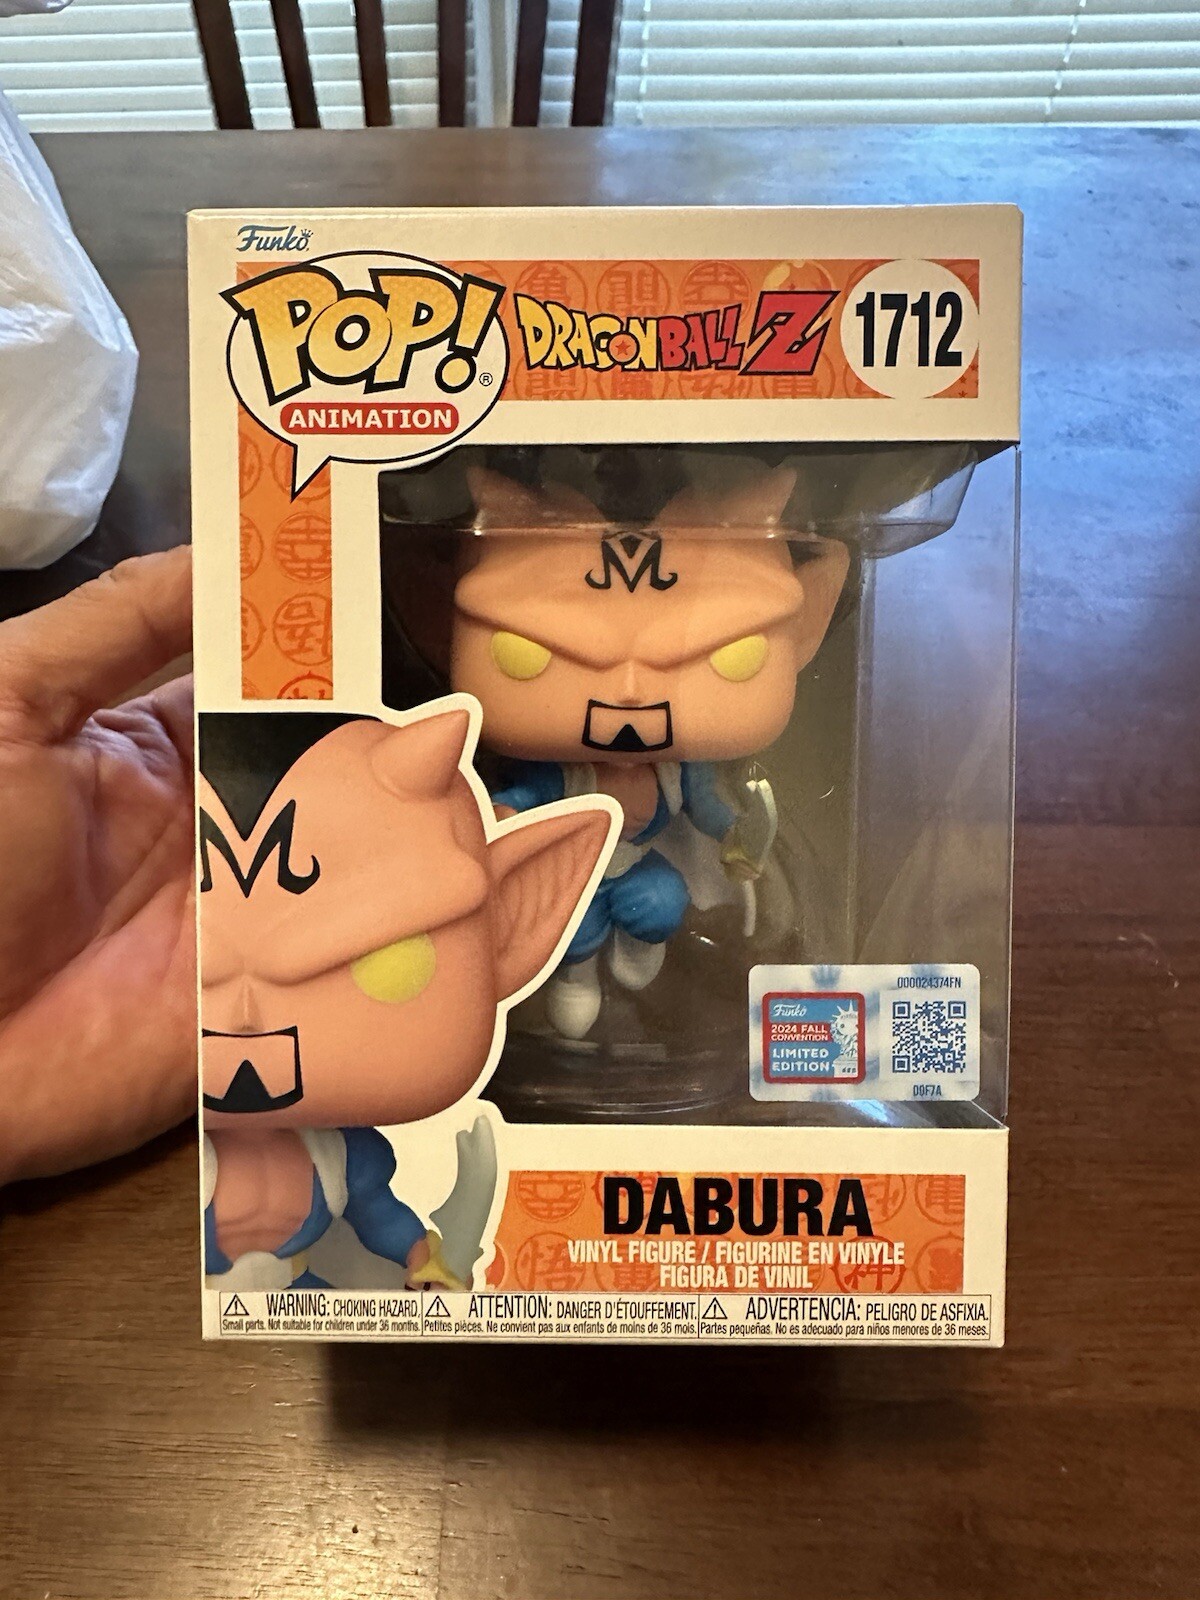 Funko
POP!®
ANIMATION
DRAGON BALL Z
1712
M
M
000024374FN
Funko
2024 FALL
CONVENTION
LIMITED
EDITION
D9F7A
DABURA
VINYL FIGURE / FIGURINE EN VINYLE
FIGURA DE VINIL
WARNING: CHOKING HAZARD.
Small parts. Not suitable for children under 36 months.
ATTENTION: DANGER D'ÉTOUFFEMENT.
Petites pièces. Ne convient pas aux enfants de moins de 36 mois.
ADVERTENCIA: PELIGRO DE ASFIXIA.
Partes pequeñas. No es adecuado para niños menores de 36 meses.